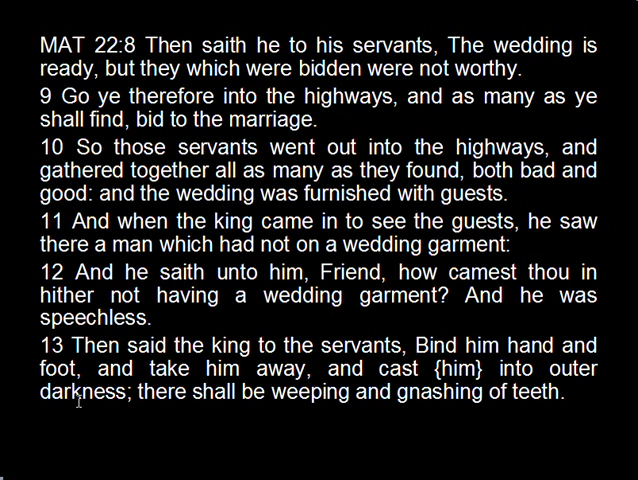 MAT 22:8 Then saith he to his servants, The wedding is
ready, but they which were bidden were not worthy.
9 Go ye therefore into the highways, and as many as ye
shall find, bid to the marriage.
10 So those servants went out into the highways, and
gathered together all as many as they found, both bad and
good: and the wedding was furnished with guests.
11 And when the king came in to see the guests, he saw
there a man which had not on a wedding garment:
12 And he saith unto him, Friend, how camest thou in
hither not having a wedding garment? And he was
speechless.
13 Then said the king to the servants, Bind him hand and
foot, and take him away, and cast {him} into outer
darkness; there shall be weeping and gnashing of teeth.